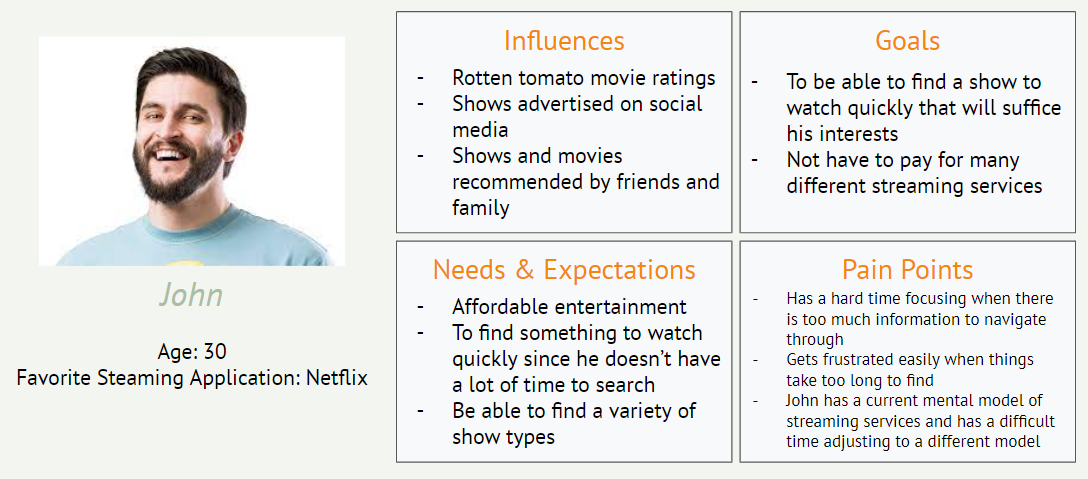 John
Age: 30
Favorite Steaming Application: Netflix
Influences
- Rotten tomato movie ratings
- Shows advertised on social
media
- Shows and movies
recommended by friends and
family
Goals
- To be able to find a show to
watch quickly that will suffice
his interests
- Not have to pay for many
different streaming services
Needs & Expectations
- Affordable entertainment
- To find something to watch
quickly since he doesn’t have
a lot of time to search
- Be able to find a variety of
show types
Pain Points
- Has a hard time focusing when there
is too much information to navigate
through
- Gets frustrated easily when things
take too long to find
- John has a current mental model of
streaming services and has a difficult
time adjusting to a different model